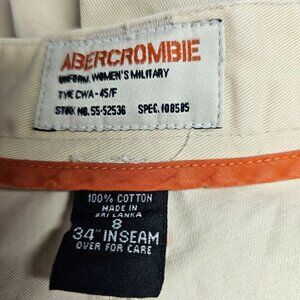 ABERCROMBIE
UNIFORM, WOMEN'S MILITARY
TYPE CWA-45/F
STOCK NO. 55-52536 SPEC. 108585
100% COTTON
MADE IN
SRI LANKA
8
34" INSEAM
OVER FOR CARE